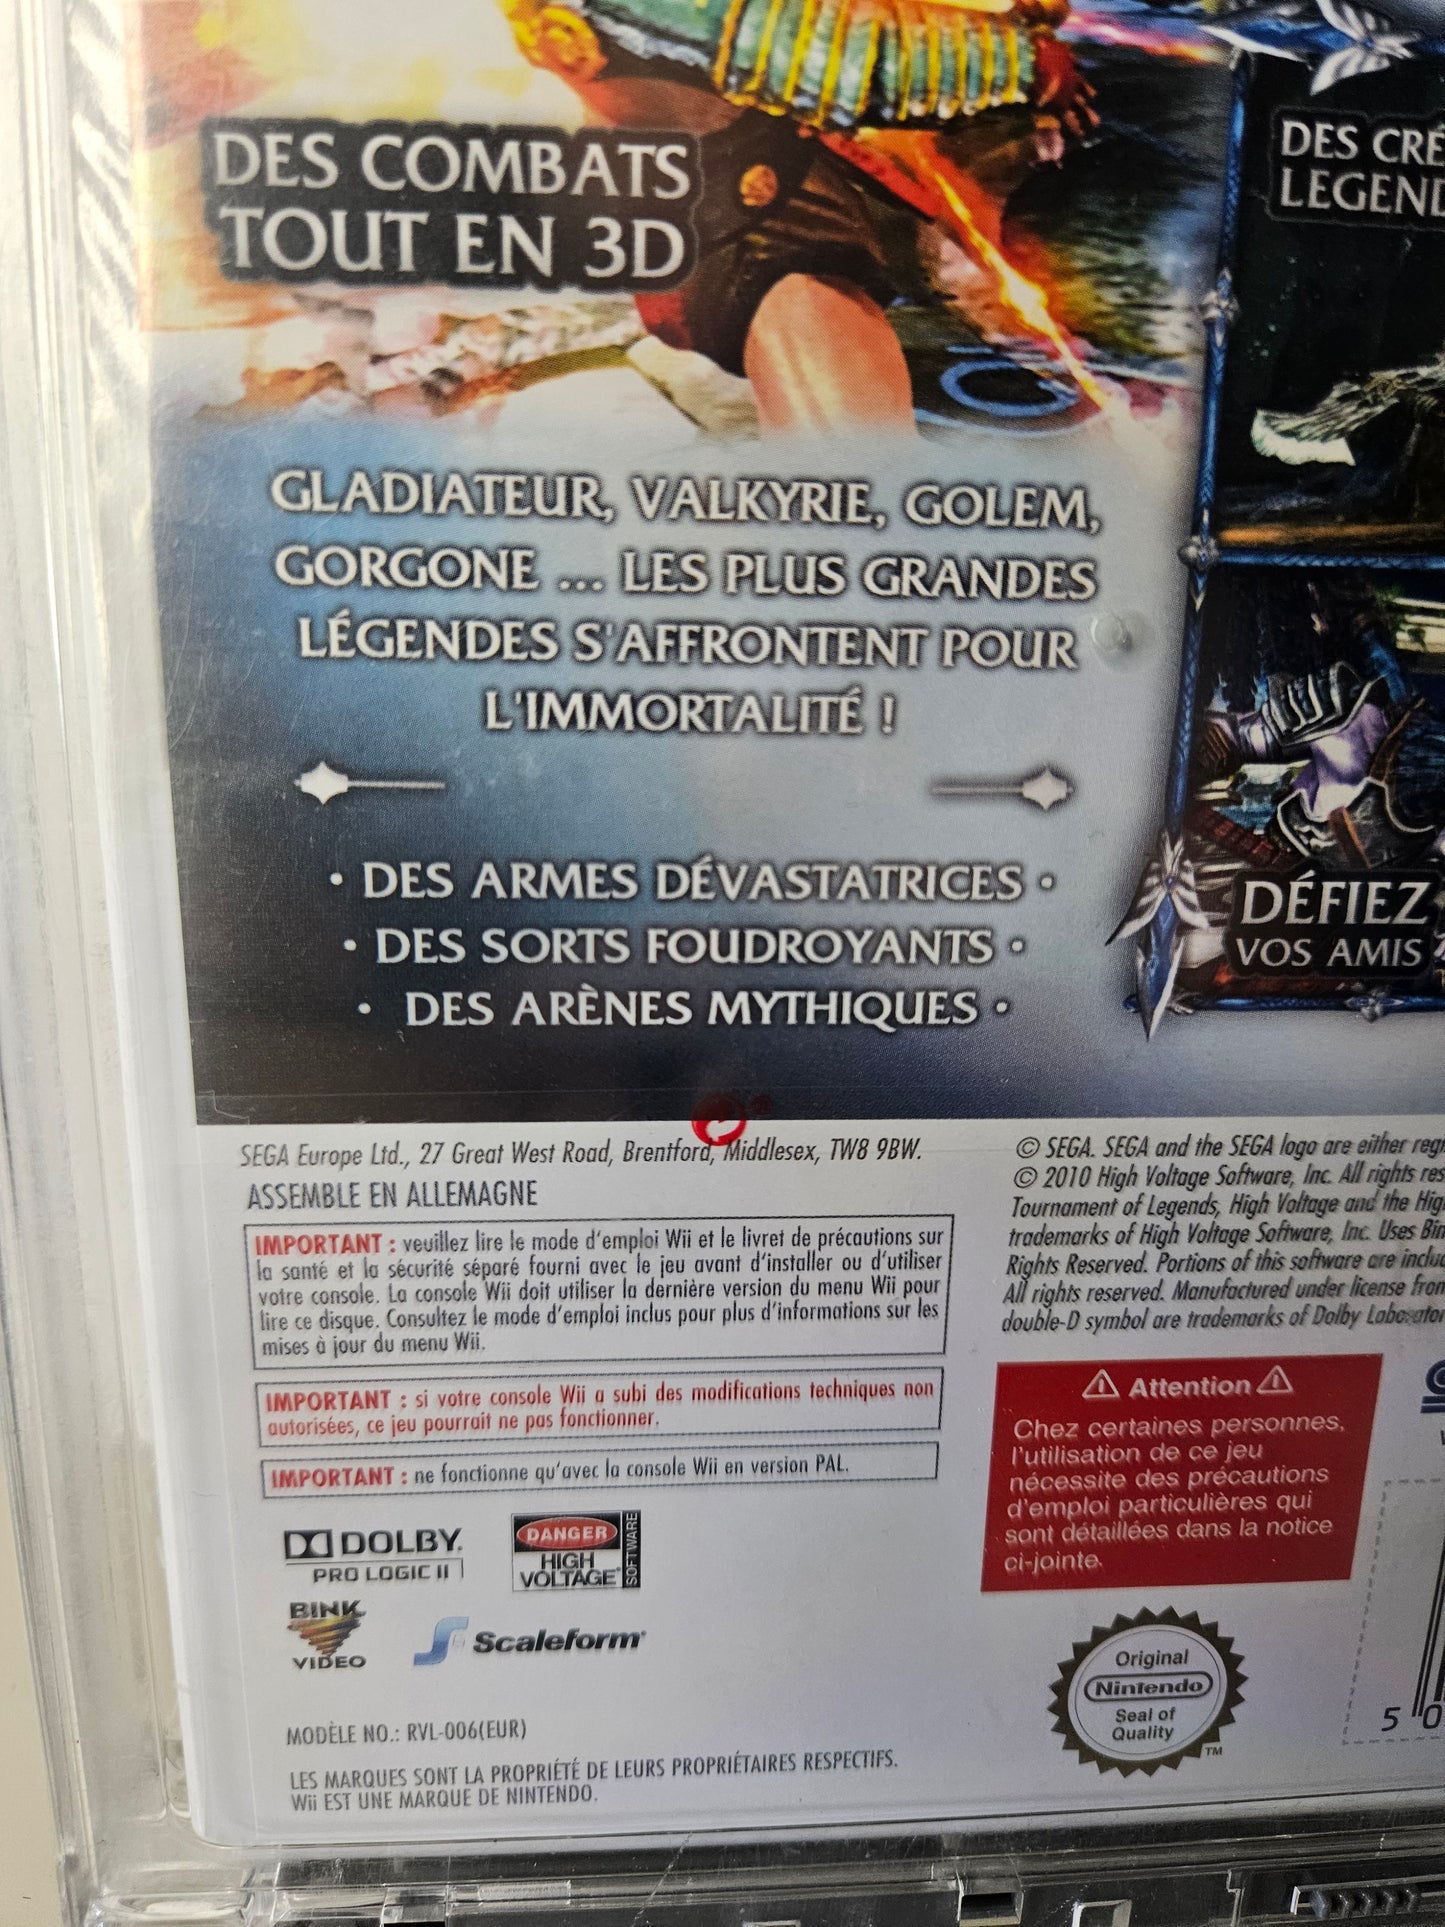 DES COMBATS
TOUT EN 3D
DES CRÉ
LEGEND
GLADIATEUR, VALKYRIE, GOLEM,
GORGONE ... LES PLUS GRANDES
LÉGENDES S'AFFRONTENT POUR
L'IMMORTALITÉ !
• DES ARMES DÉVASTATRICES •
• DES SORTS FOUDROYANTS •
• DES ARÈNES MYTHIQUES •
DÉFIEZ
VOS AMIS
SEGA Europe Ltd., 27 Great West Road, Brentford, Middlesex, TW8 9BW.
ASSEMBLE EN ALLEMAGNE
IMPORTANT : veuillez lire le mode d'emploi Wii et le livret de précautions sur
la santé et la sécurité séparé fourni avec le jeu avant d'installer ou d'utiliser
votre console. La console Wii doit utiliser la dernière version du menu Wii pour
lire ce disque. Consultez le mode d'emploi inclus pour plus d'informations sur les
mises à jour du menu Wii.
IMPORTANT : si votre console Wii a subi des modifications techniques non
autorisées, ce jeu pourrait ne pas fonctionner.
IMPORTANT : ne fonctionne qu'avec la console Wii en version PAL.
DOLBY
PRO LOGIC II
DANGER
HIGH
VOLTAGE
SOFTWARE
BINK
VIDEO
Scaleform
MODÈLE NO.: RVL-006(EUR)
LES MARQUES SONT LA PROPRIÉTÉ DE LEURS PROPRIÉTAIRES RESPECTIFS.
Wii EST UNE MARQUE DE NINTENDO.
© SEGA. SEGA and the SEGA logo are either reg
© 2010 High Voltage Software, Inc. All rights res
Tournament of Legends, High Voltage and the Hig
trademarks of High Voltage Software, Inc. Uses Bin
Rights Reserved. Portions of this software are inclu
All rights reserved. Manufactured under license from
double-D symbol are trademarks of Dolby Laborator
Attention
Chez certaines personnes,
l'utilisation de ce jeu
nécessite des précautions
d'emploi particulières qui
sont détaillées dans la notice
ci-jointe.
Original
Nintendo
Seal of
Quality
TM
5 0